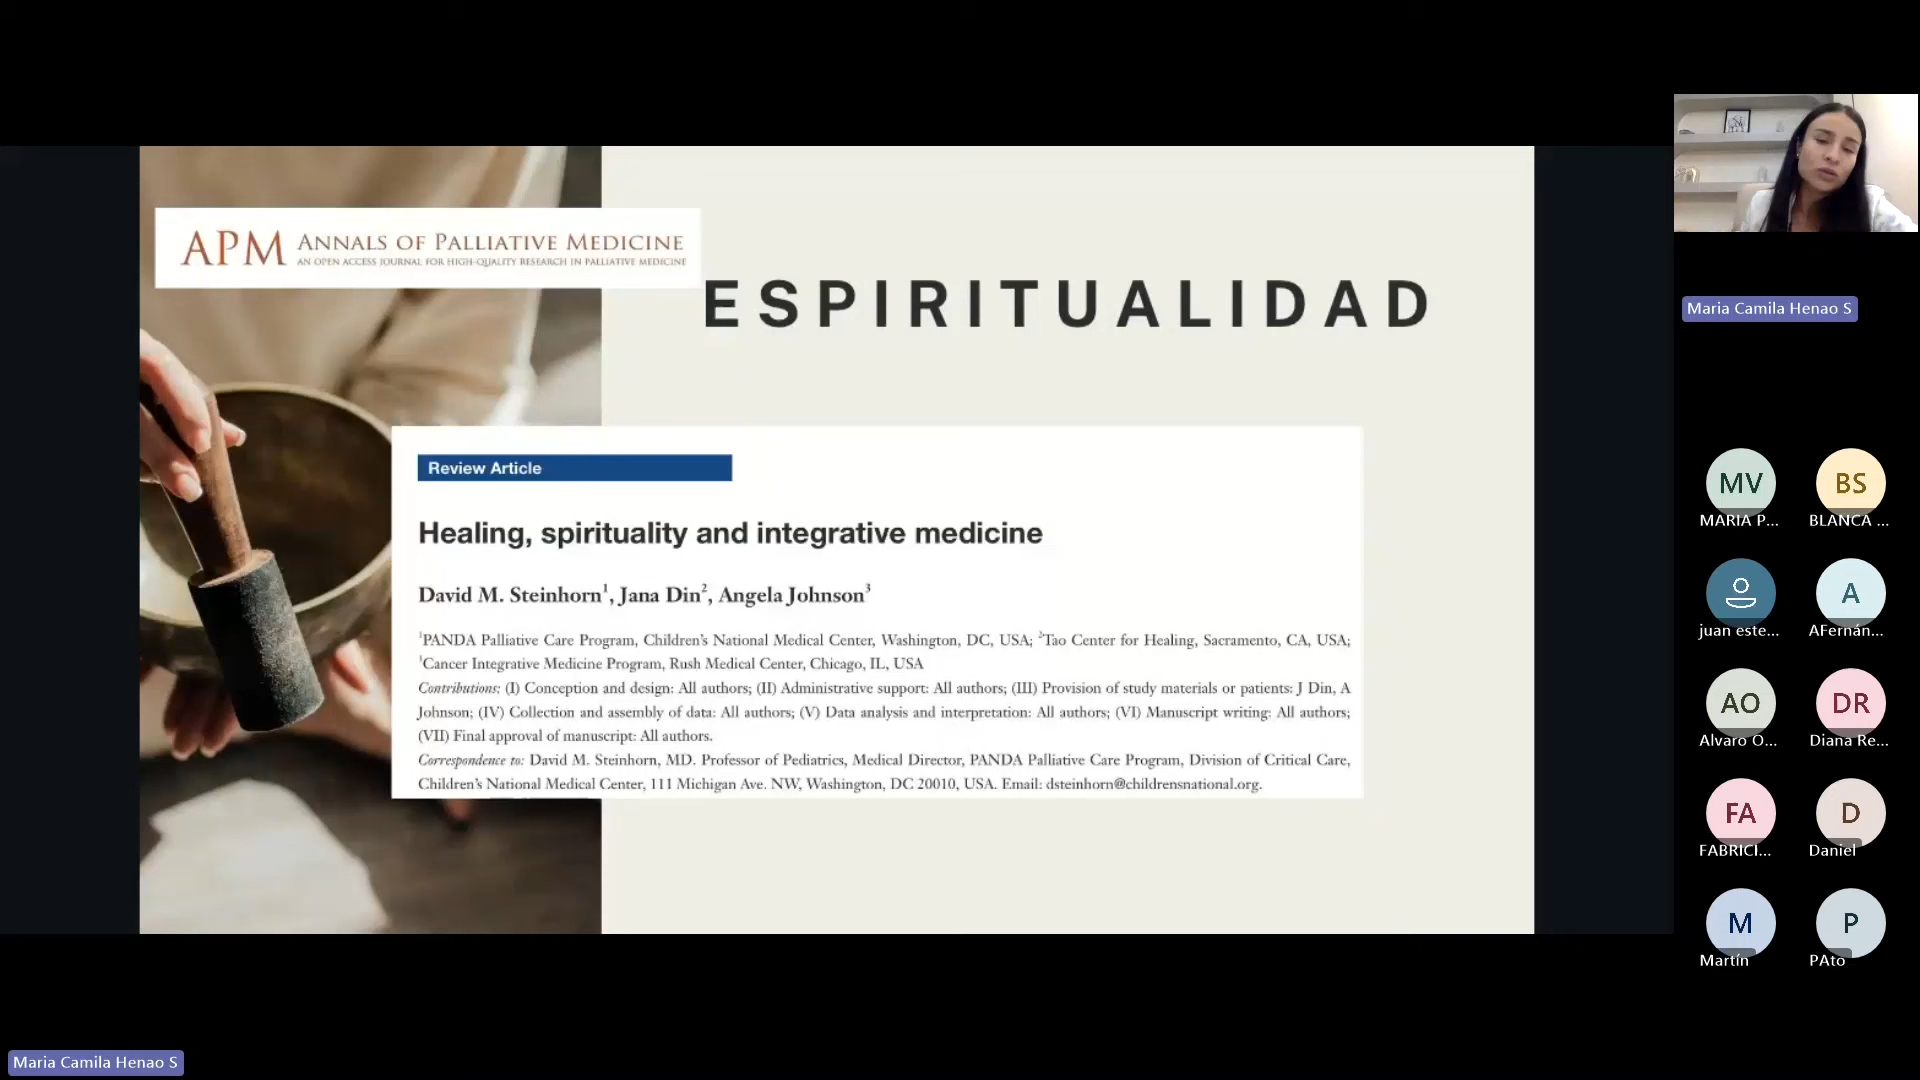 APM ANNALS OF PALLIATIVE MEDICINE
AN OPEN ACCESS JOURNAL FOR HIGH-QUALITY RESEARCH IN PALLIATIVE MEDICINE
ESPIRITUALIDAD
Review Article
Healing, spirituality and integrative medicine
David M. Steinhorn1, Jana Din2, Angela Johnson3
1PANDA Palliative Care Program, Children's National Medical Center, Washington, DC, USA; 2Tao Center for Healing, Sacramento, CA, USA;
3Cancer Integrative Medicine Program, Rush Medical Center, Chicago, IL, USA
Contributions: (I) Conception and design: All authors; (II) Administrative support: All authors; (III) Provision of study materials or patients: J Din, A
Johnson; (IV) Collection and assembly of data: All authors; (V) Data analysis and interpretation: All authors; (VI) Manuscript writing: All authors;
(VII) Final approval of manuscript: All authors.
Correspondence to: David M. Steinhorn, MD. Professor of Pediatrics, Medical Director, PANDA Palliative Care Program, Division of Critical Care,
Children's National Medical Center, 111 Michigan Ave. NW, Washington, DC 20010, USA. Email: dsteinhorn@childrensnational.org.
Maria Camila Henao S
MV BS
MARIA P... BLANCA ...
A
juan este... AFernán...
AO DR
Alvaro O... Diana Re...
FA D
FABRICI... Daniel
M P
Martín PAto
Maria Camila Henao S